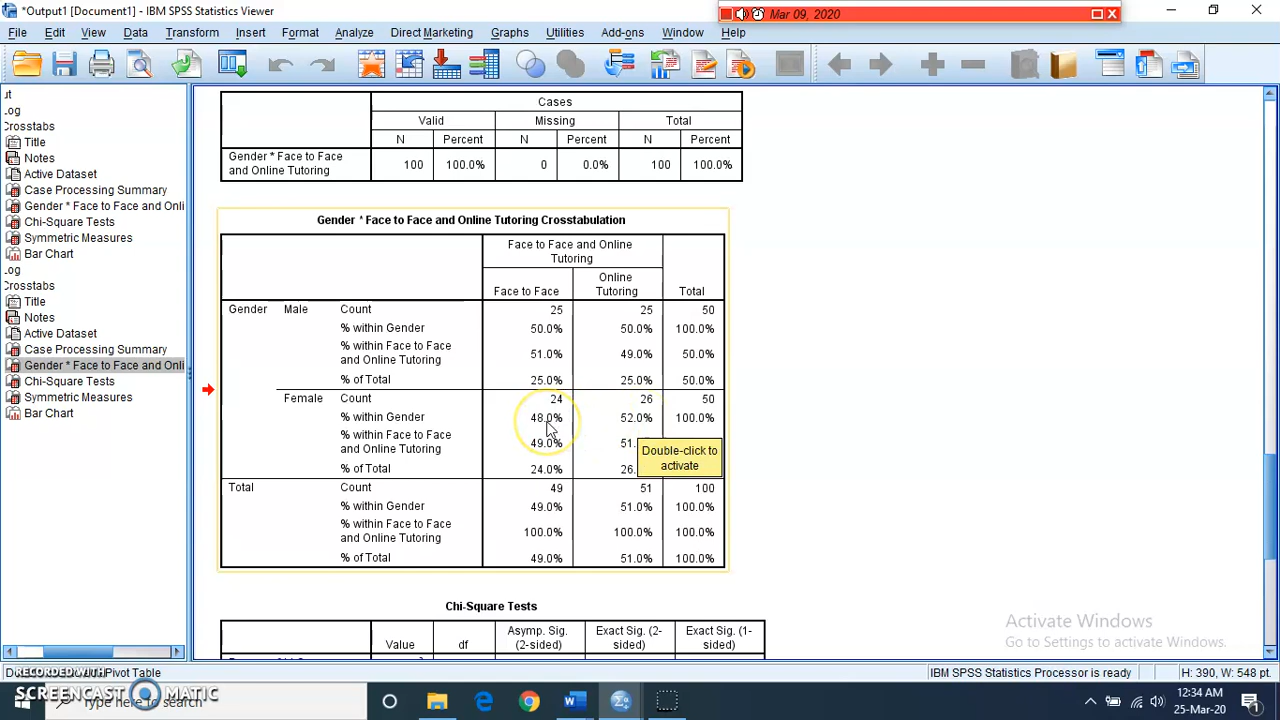 *Output1 [Document1] - IBM SPSS Statistics Viewer
Mar 09, 2020
File Edit View Data Transform Insert Format Analyze Direct Marketing Graphs Utilities Add-ons Window Help
ut
Log
Crosstabs
Title
Notes
Active Dataset
Case Processing Summary
Gender * Face to Face and Onli
Chi-Square Tests
Symmetric Measures
Bar Chart
Log
Crosstabs
Title
Notes
Active Dataset
Case Processing Summary
Gender * Face to Face and Onli
Chi-Square Tests
Symmetric Measures
Bar Chart
Cases
Valid Missing Total
N Percent N Percent N Percent
Gender * Face to Face
and Online Tutoring 100 100.0% 0 0.0% 100 100.0%
Gender * Face to Face and Online Tutoring Crosstabulation
Face to Face and Online
Tutoring
Online
Face to Face Tutoring Total
Gender Male Count 25 25 50
% within Gender 50.0% 50.0% 100.0%
% within Face to Face
and Online Tutoring 51.0% 49.0% 50.0%
% of Total 25.0% 25.0% 50.0%
Female Count 24 26 50
% within Gender 48.0% 52.0% 100.0%
% within Face to Face
and Online Tutoring 49.0% 51.
% of Total 24.0% 26.
Double-click to
activate
Total Count 49 51 100
% within Gender 49.0% 51.0% 100.0%
% within Face to Face
and Online Tutoring 100.0% 100.0% 100.0%
% of Total 49.0% 51.0% 100.0%
Chi-Square Tests
Asymp. Sig. Exact Sig. (2- Exact Sig. (1-
Value df (2-sided) sided) sided)
Activate Windows
Go to Settings to activate Windows.
Pivot Table IBM SPSS Statistics Processor is ready H: 390, W: 548 pt.
RECORDED WITH
SCREENCAST MATIC
Type here to search
12:34 AM
25-Mar-20
1